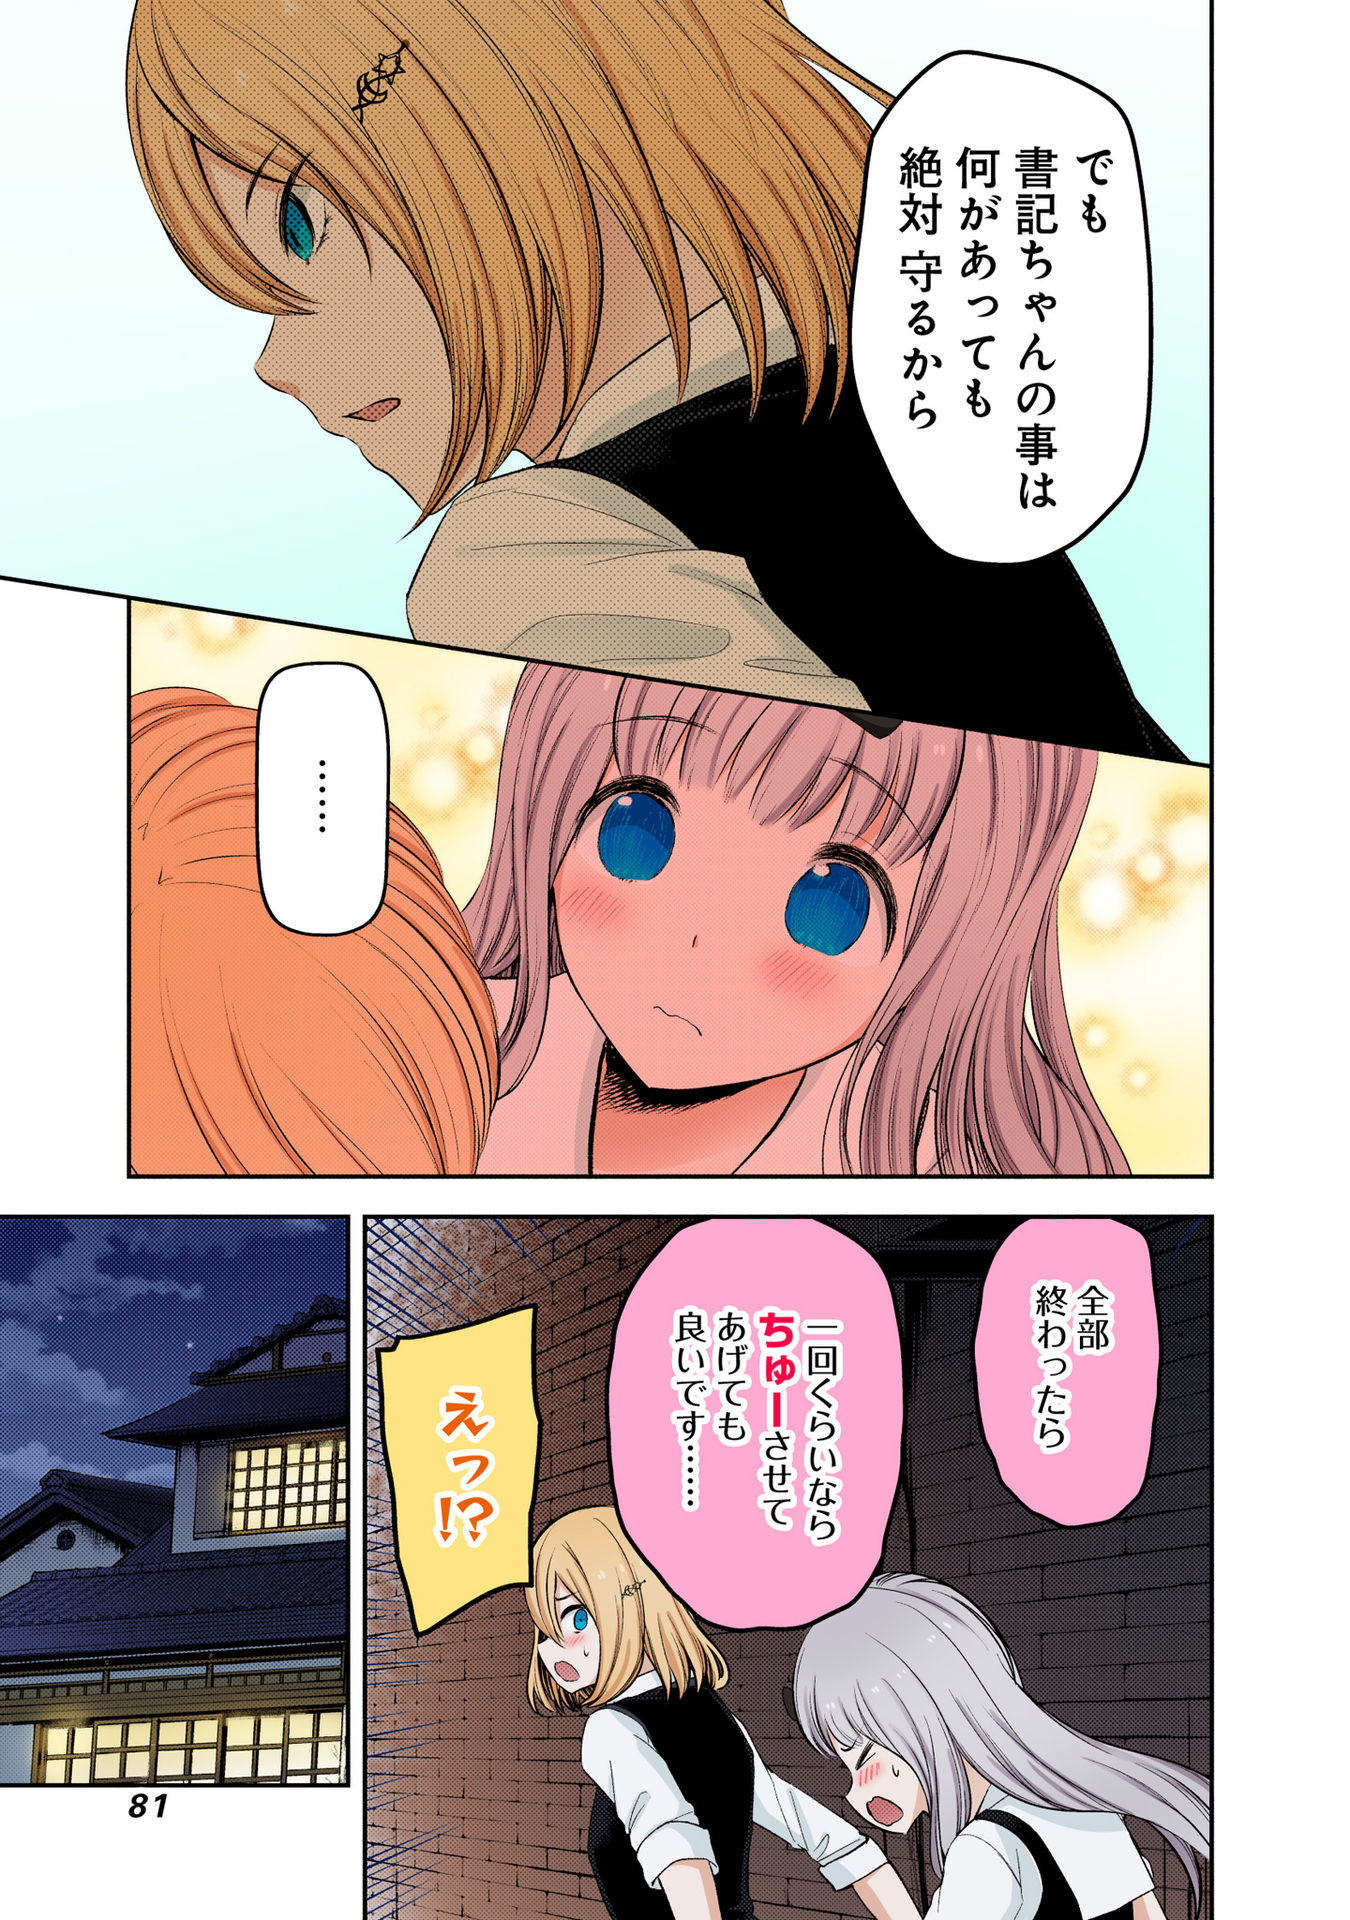 でも
書記ちゃんの事は
何があっても
絶対 守るから
……
全部
終わったら
一回くらいなら
ちゅーさせて
あげても
良いです……
えっ!?
81